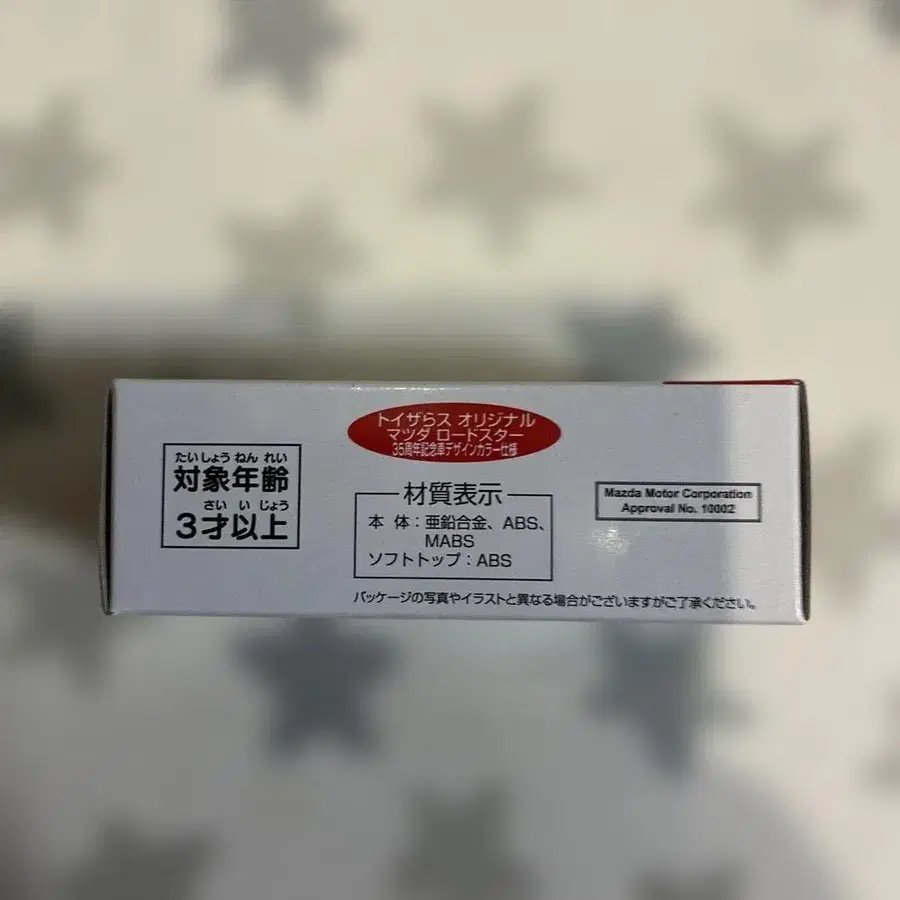 トイザらス オリジナル
マツダ ロードスター
35周年記念車デザインカラー仕様
たいしょうねんれい
対象年齢
さいいじょう
3才以上
材質表示
本体：亜鉛合金、ABS、
MABS
ソフトトップ：ABS
Mazda Motor Corporation
Approval No. 10002
パッケージの写真やイラストと異なる場合がございますがご了承ください。